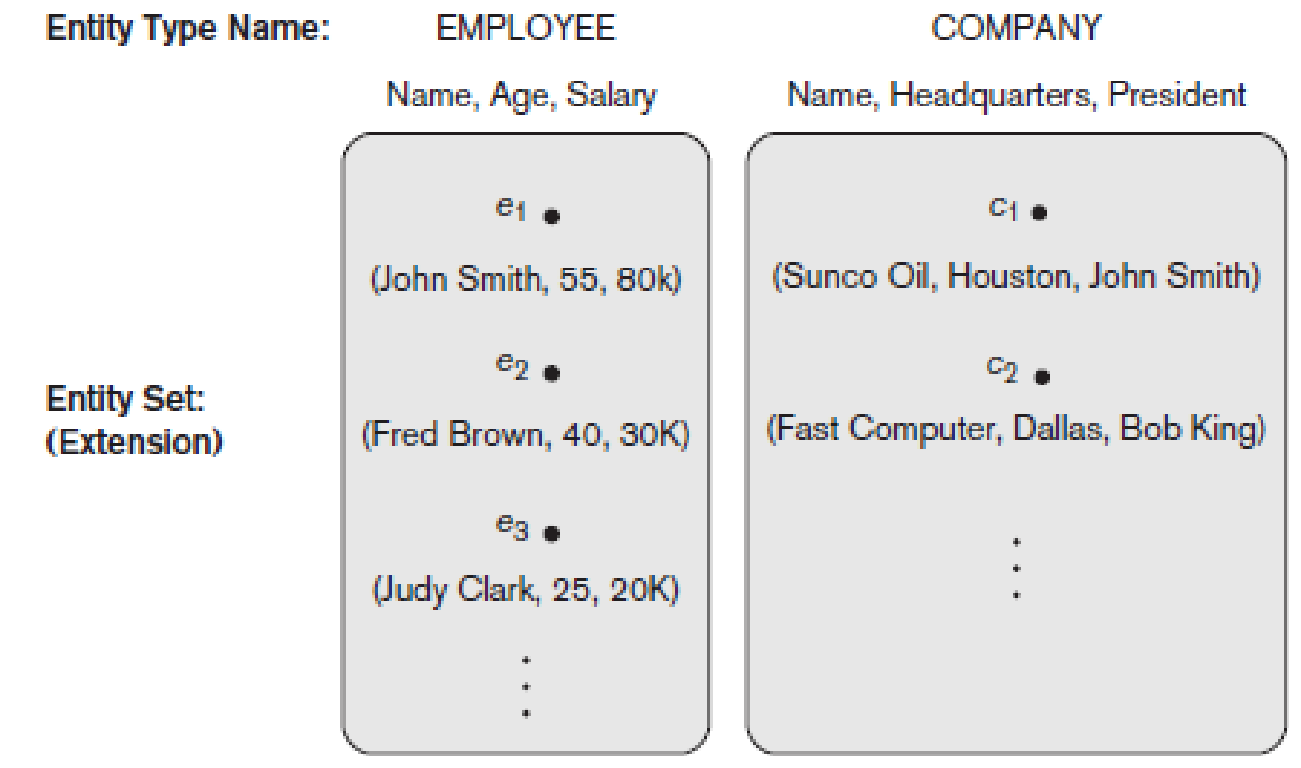 Entity Type Name: EMPLOYEE COMPANY
Name, Age, Salary Name, Headquarters, President
e1 c1
(John Smith, 55, 80k) (Sunco Oil, Houston, John Smith)
e2 c2
Entity Set:
(Extension) (Fred Brown, 40, 30K) (Fast Computer, Dallas, Bob King)
e3
(Judy Clark, 25, 20K)